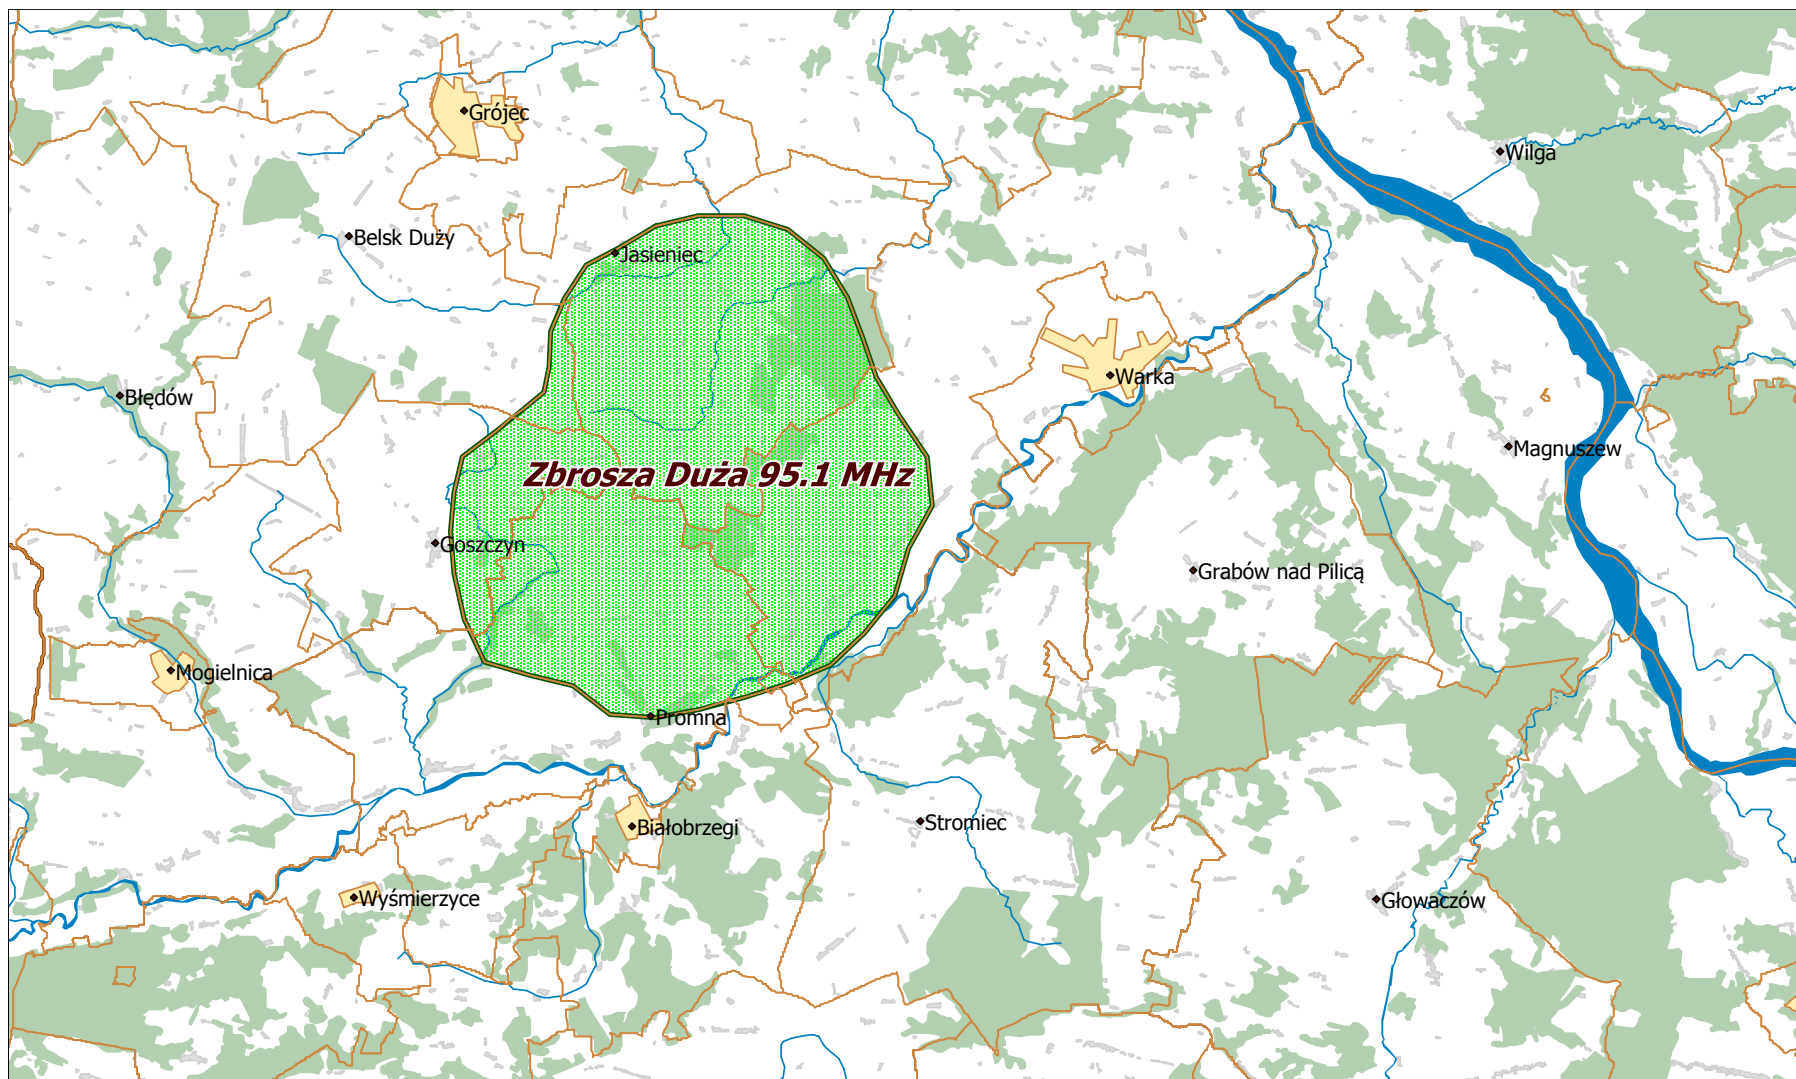 Grójec
Wilga
Belsk Duży
Jasieniec
Warka
Błędów
Magnuszew
Zbrosza Duża 95.1 MHz
Goszczyn
Grabów nad Pilicą
Mogielnica
Promna
Stromiec
Białobrzegi
Wyśmierzyce
Głowaczów